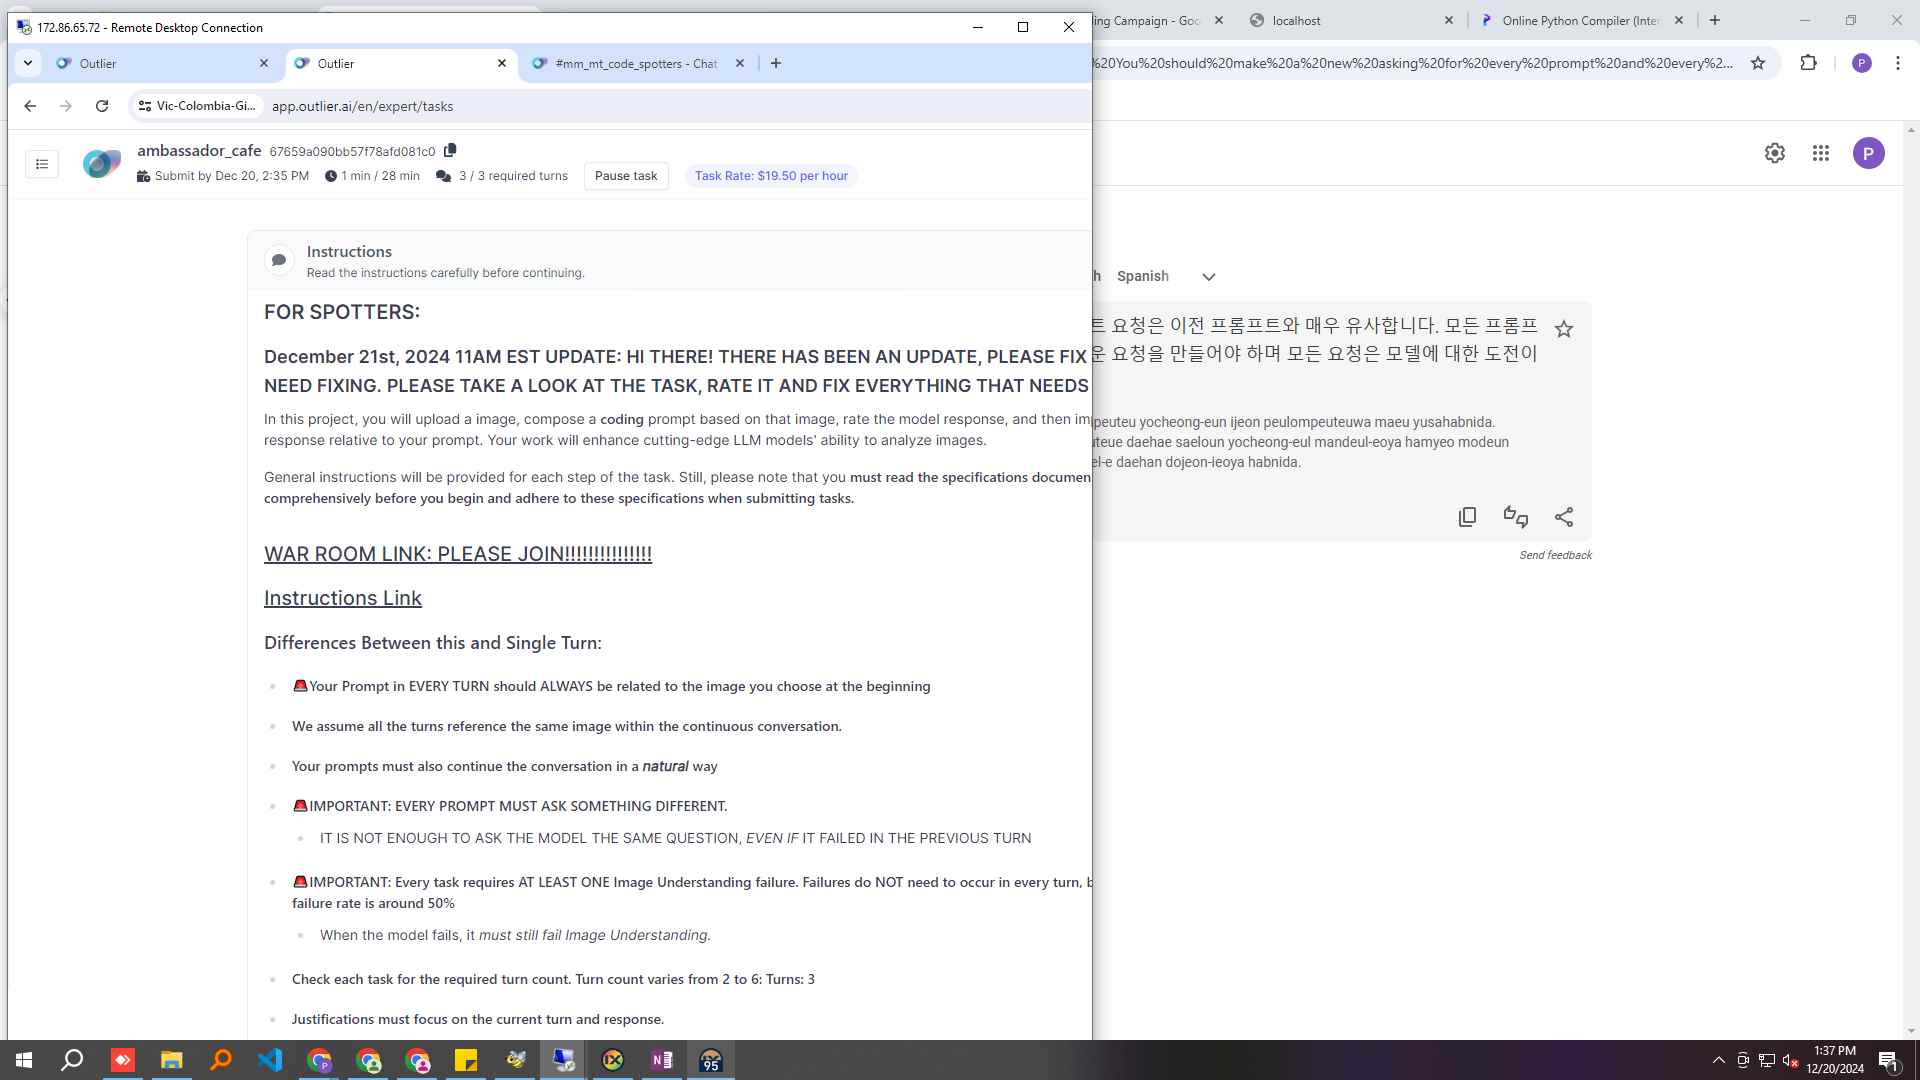 172.86.65.72 - Remote Desktop Connection
ling Campaign - Goo
localhost
Online Python Compiler (Inter
Outlier
Outlier
#mm_mt_code_spotters - Chat
%20You%20should%20make%20a%20new%20asking%20for%20every%20prompt%20and%20every%2...
P
Vic-Colombia-Gi...
app.outlier.ai/en/expert/tasks
ambassador_cafe 67659a090bb57f78afd081c0
Submit by Dec 20, 2:35 PM
1 min / 28 min
3 / 3 required turns
Pause task
Task Rate: $19.50 per hour
P
Instructions
Read the instructions carefully before continuing.
h
Spanish
FOR SPOTTERS:
트 요청은 이전 프롬프트와 매우 유사합니다. 모든 프롬프
운 요청을 만들어야 하며 모든 요청은 모델에 대한 도전이
December 21st, 2024 11AM EST UPDATE: HI THERE! THERE HAS BEEN AN UPDATE, PLEASE FIX
NEED FIXING. PLEASE TAKE A LOOK AT THE TASK, RATE IT AND FIX EVERYTHING THAT NEEDS
In this project, you will upload a image, compose a coding prompt based on that image, rate the model response, and then im
response relative to your prompt. Your work will enhance cutting-edge LLM models' ability to analyze images.
peuteu yocheong-eun ijeon peulompeuteuwa maeu yusahabnida.
uteue daehae saeloun yocheong-eul mandeul-eoya hamyeo modeun
el-e daehan dojeon-ieoya habnida.
General instructions will be provided for each step of the task. Still, please note that you must read the specifications documen
comprehensively before you begin and adhere to these specifications when submitting tasks.
WAR ROOM LINK: PLEASE JOIN!!!!!!!!!!!!!!!
Send feedback
Instructions Link
Differences Between this and Single Turn:
Your Prompt in EVERY TURN should ALWAYS be related to the image you choose at the beginning
We assume all the turns reference the same image within the continuous conversation.
Your prompts must also continue the conversation in a natural way
IMPORTANT: EVERY PROMPT MUST ASK SOMETHING DIFFERENT.
IT IS NOT ENOUGH TO ASK THE MODEL THE SAME QUESTION, EVEN IF IT FAILED IN THE PREVIOUS TURN
IMPORTANT: Every task requires AT LEAST ONE Image Understanding failure. Failures do NOT need to occur in every turn, b
failure rate is around 50%
When the model fails, it must still fail Image Understanding.
Check each task for the required turn count. Turn count varies from 2 to 6: Turns: 3
Justifications must focus on the current turn and response.
95
1:37 PM
12/20/2024
1